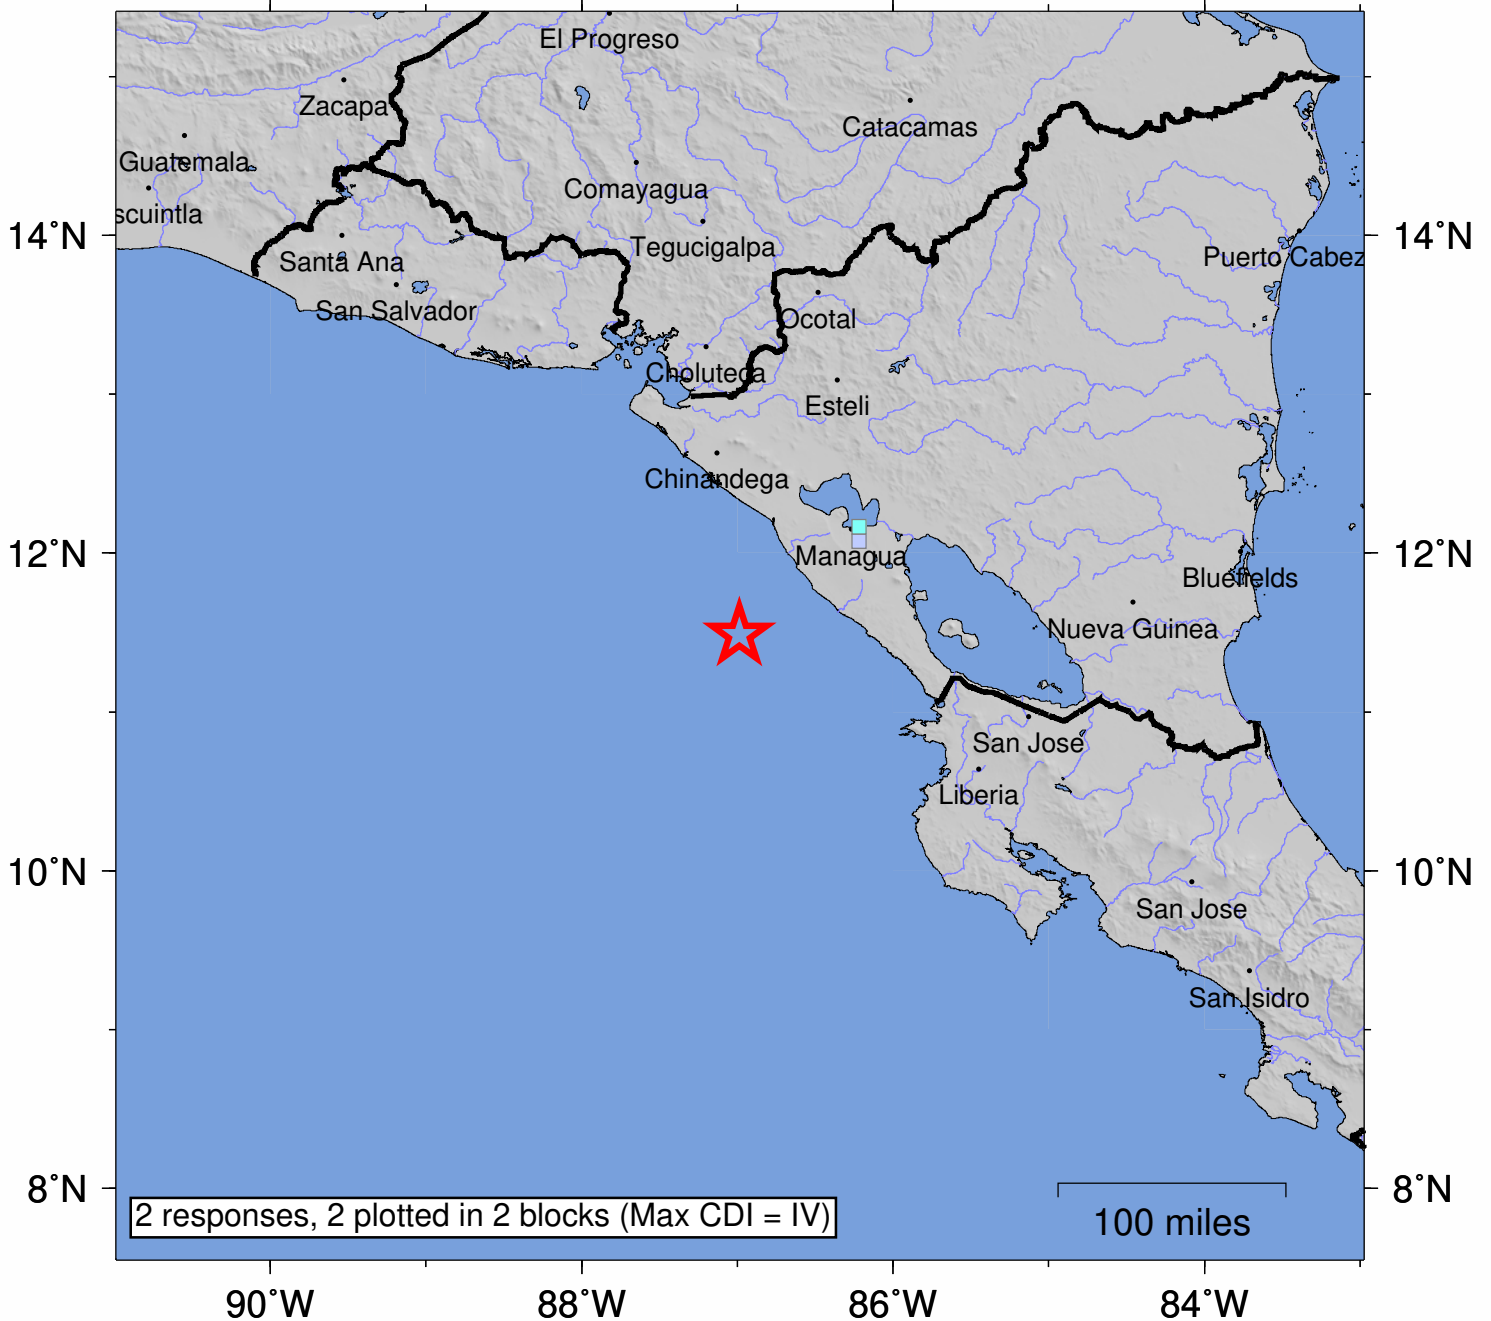 El Progreso
Zacapa
Catacamas
Guatemala
Comayagua
scuintla
Tegucigalpa
14°N
14°N
Santa Ana
Puerto Cabez
San Salvador
Ocotal
Choluteca
Esteli
Chinandega
12°N
Managua
12°N
Bluefields
Nueva Guinea
San Jose
Liberia
10°N
10°N
San Jose
San Isidro
8°N
8°N
2 responses, 2 plotted in 2 blocks (Max CDI = IV)
100 miles
90°W
88°W
86°W
84°W